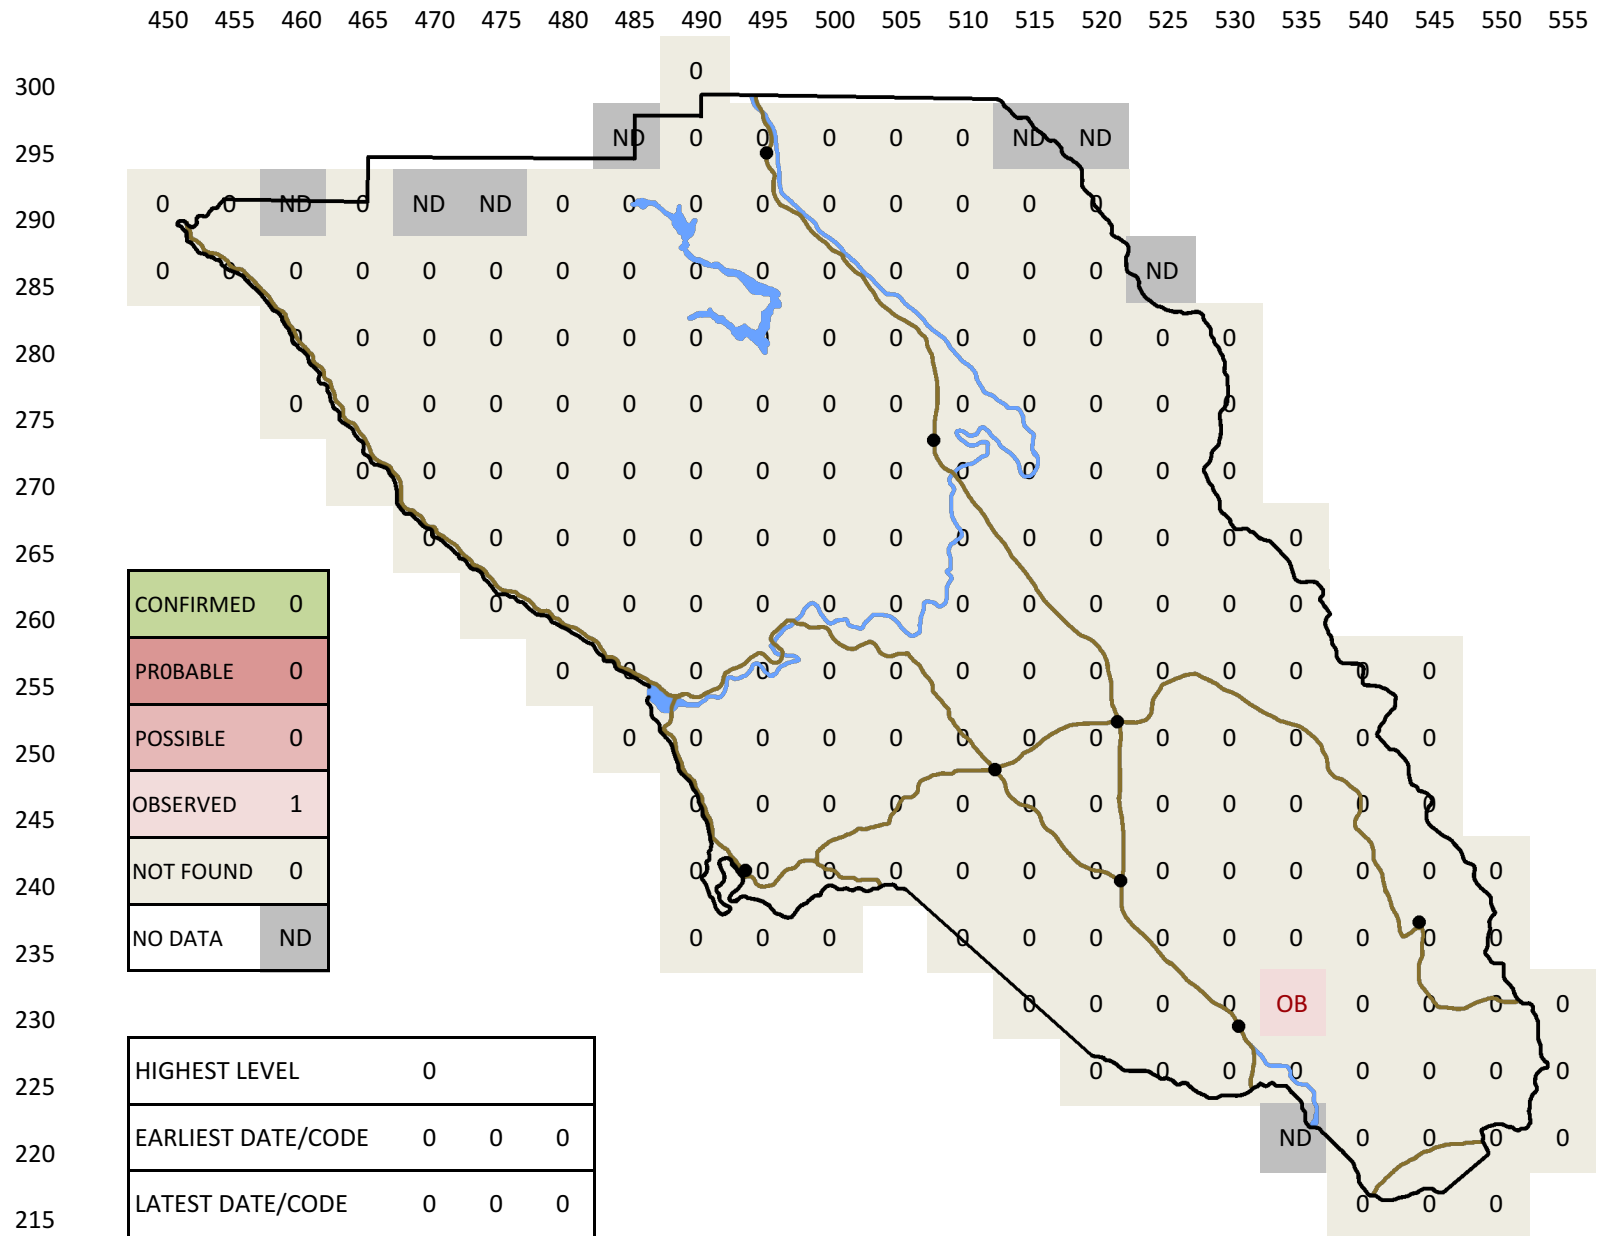 450 455 460 465 470 475 480 485 490 495 500 505 510 515 520 525 530 535 540 545 550 555
300 0
295 ND 0 0 0 0 0 ND ND
290 0 0 ND 0 ND ND 0 0 0 0 0 0 0 0 0
285 0 0 0 0 0 0 0 0 0 0 0 0 0 0 0 ND
280 0 0 0 0 0 0 0 0 0 0 0 0 0 0 0
275 0 0 0 0 0 0 0 0 0 0 0 0 0 0 0
270 0 0 0 0 0 0 0 0 0 0 0 0 0 0
265 0 0 0 0 0 0 0 0 0 0 0 0 0 0
260 CONFIRMED 0 0 0 0 0 0 0 0 0 0 0 0 0 0
255 PR0BABLE 0 0 0 0 0 0 0 0 0 0 0 0 0 0 0
250 POSSIBLE 0 0 0 0 0 0 0 0 0 0 0 0 0 0
245 OBSERVED 1 0 0 0 0 0 0 0 0 0 0 0 0
240 NOT FOUND 0 0 0 0 0 0 0 0 0 0 0 0 0 0
235 NO DATA ND 0 0 0 0 0 0 0 0 0 0 0 0
230 0 0 0 0 OB 0 0 0 0
225 HIGHEST LEVEL 0 0 0 0 0 0 0 0 0
220 EARLIEST DATE/CODE 0 0 0 ND 0 0 0 0
215 LATEST DATE/CODE 0 0 0 0 0 0